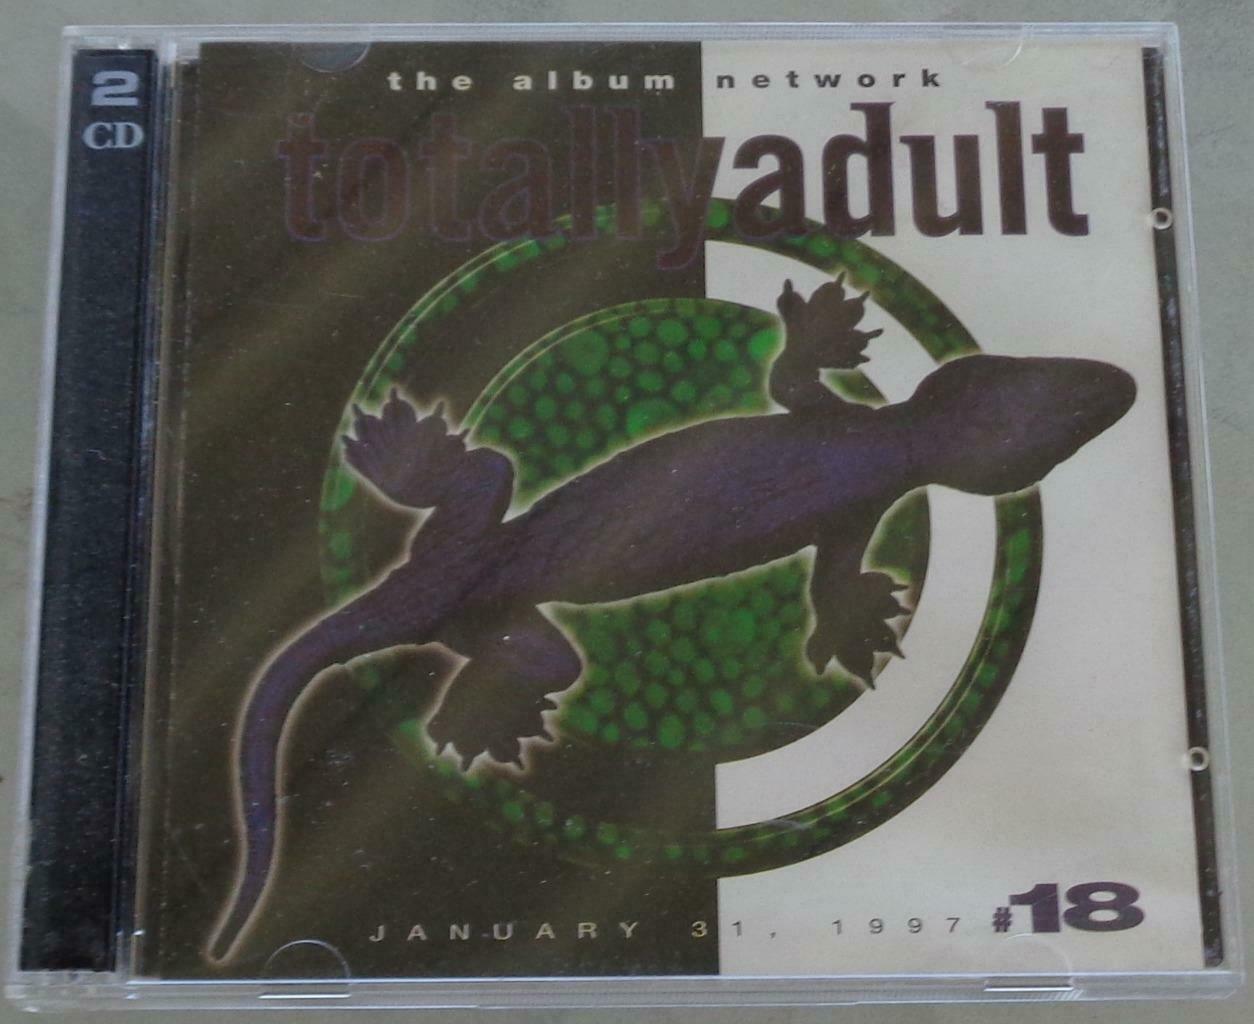 2
CD
the album network
totallyadult
JANUARY 31, 1997 #18